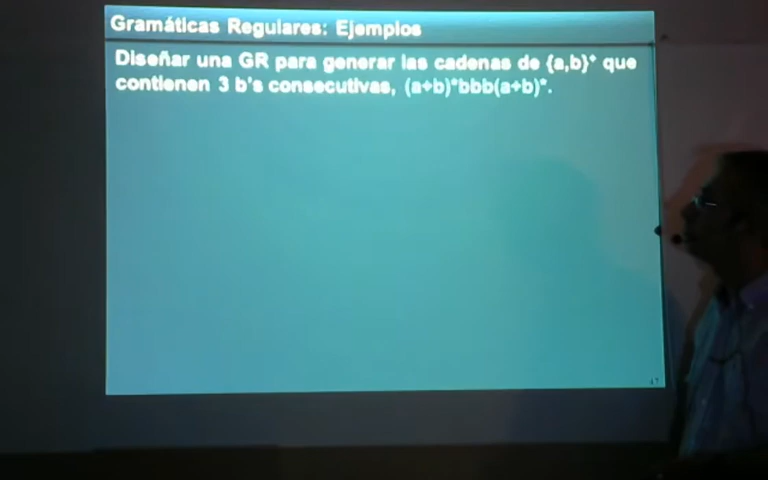 Gramáticas Regulares: Ejemplos
Diseñar una GR para generar las cadenas de {a,b}* que
contienen 3 b's consecutivas, (a+b)*bbb(a+b)*.